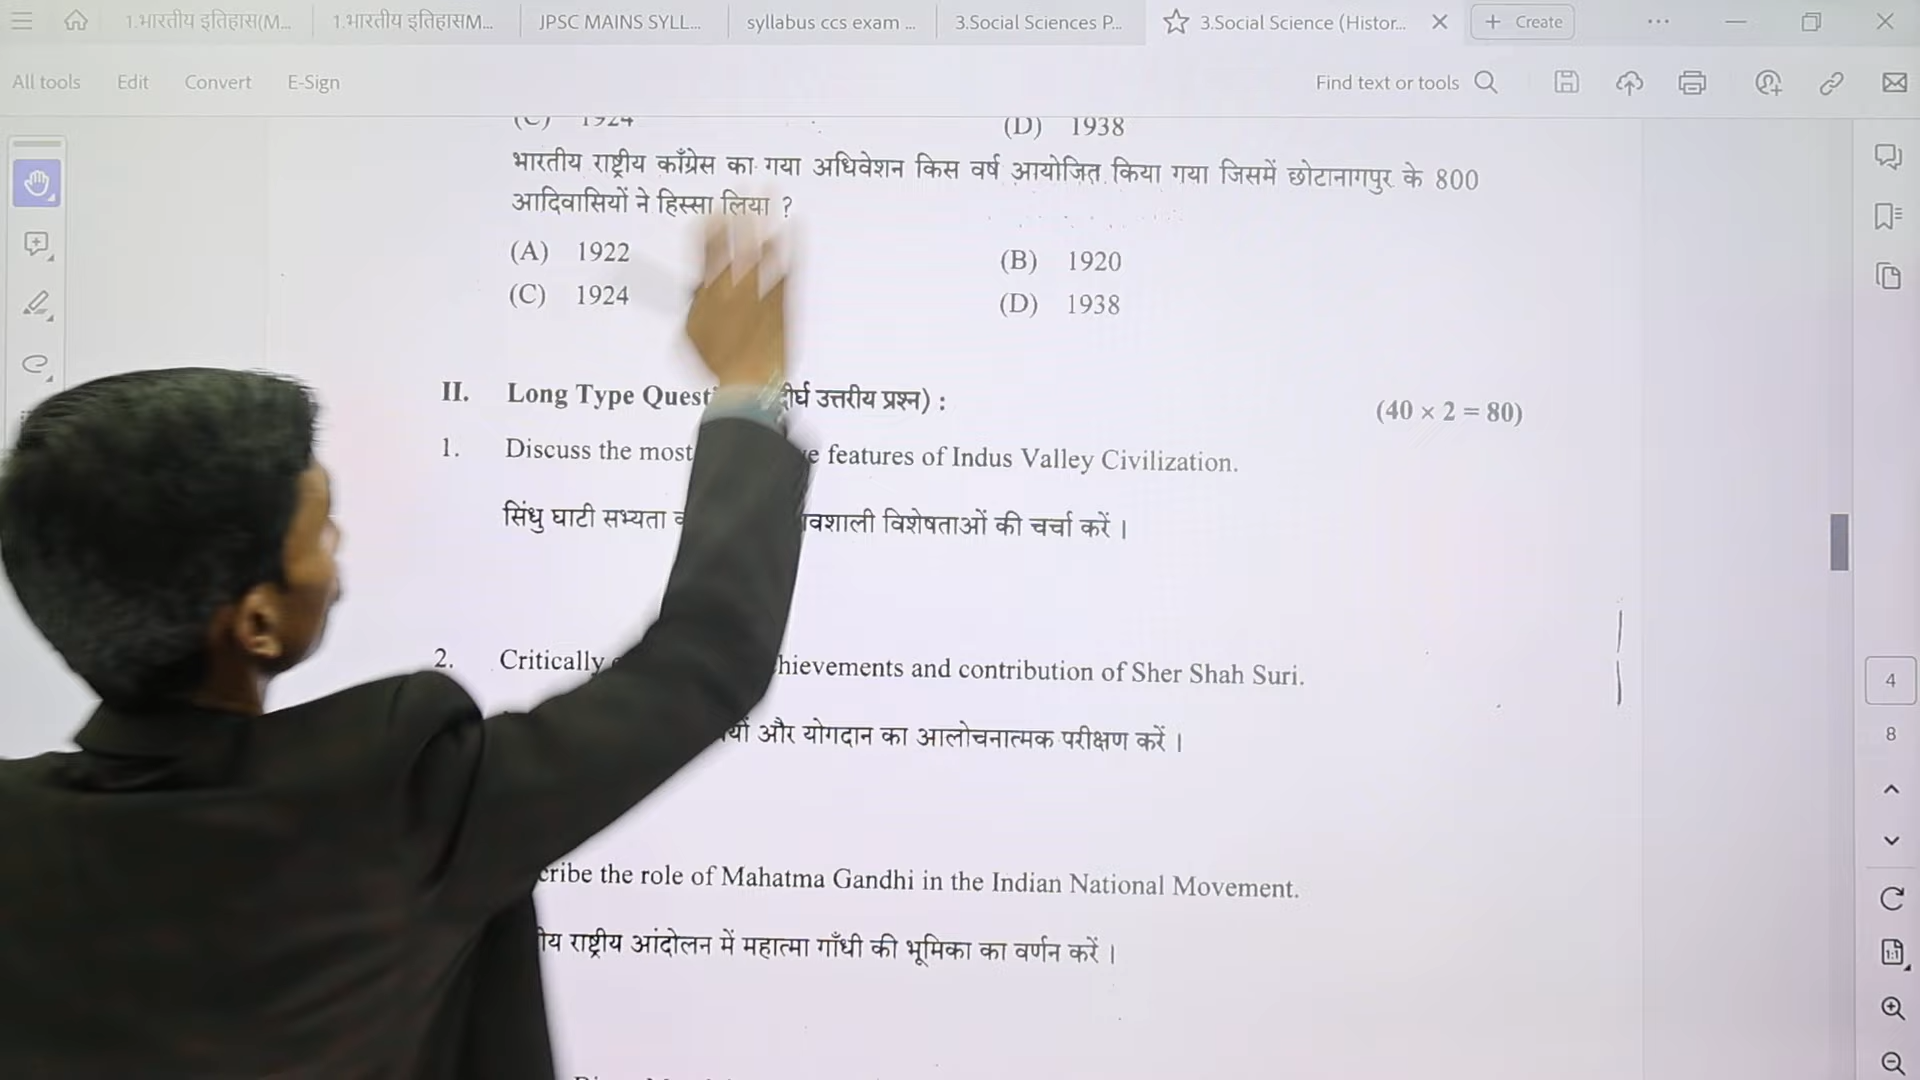 1.भारतीय इतिहास(M... 1.भारतीय इतिहासM... JPSC MAINS SYLL... syllabus ccs exam ... 3.Social Sciences P... 3.Social Science (Histor... Create
All tools Edit Convert E-Sign Find text or tools
(C) 1924 (D) 1938
भारतीय राष्ट्रीय काँग्रेस का गया अधिवेशन किस वर्ष आयोजित किया गया जिसमें छोटानागपुर के 800
आदिवासियों ने हिस्सा लिया ?
(A) 1922 (B) 1920
(C) 1924 (D) 1938
II. Long Type उत्तरीय प्रश्न) : (40 × 2 = 80)
1. Discuss the most features of Indus Valley Civilization.
सिंधु घाटी सभ्यता विशेषताओं की चर्चा करें ।
2. Critically and contribution of Sher Shah Suri.
और योगदान का आलोचनात्मक परीक्षण करें ।
the role of Mahatma Gandhi in the Indian National Movement.
राष्ट्रीय आंदोलन में महात्मा गाँधी की भूमिका का वर्णन करें ।
4
8
1:1